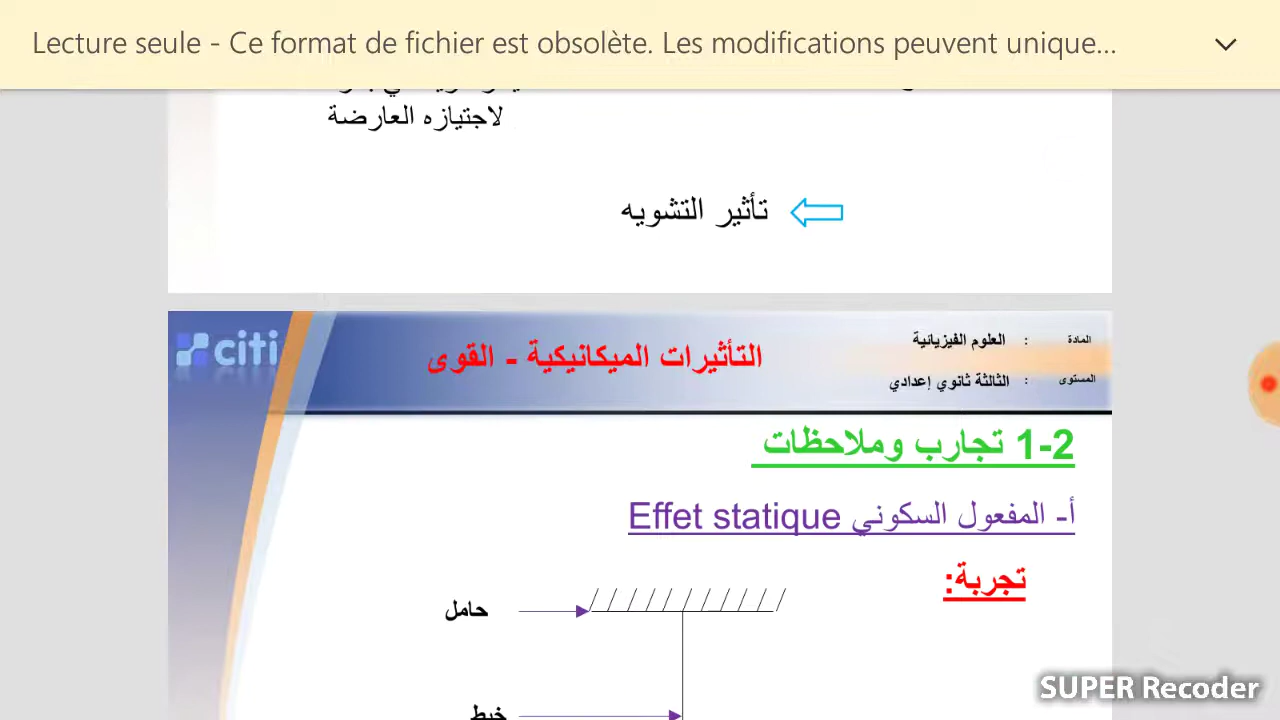 Lecture seule - Ce format de fichier est obsolète. Les modifications peuvent unique...
لاجتيازه العارضة
تأثير التشويه
citi
التأثيرات الميكانيكية - القوى
المادة : العلوم الفيزيائية
المستوى : الثالثة ثانوي إعدادي
1-2 تجارب وملاحظات
أ- المفعول السكوني Effet statique
تجربة:
حامل
خيط
SUPER Recoder